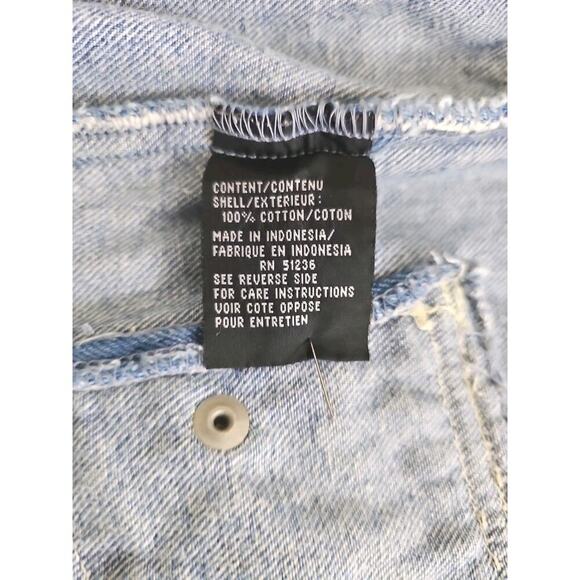 CONTENT/CONTENU
SHELL/EXTERIEUR:
100% COTTON/COTON
MADE IN INDONESIA/
FABRIQUE EN INDONESIA
RN 51236
SEE REVERSE SIDE
FOR CARE INSTRUCTIONS
VOIR COTE OPPOSE
POUR ENTRETIEN